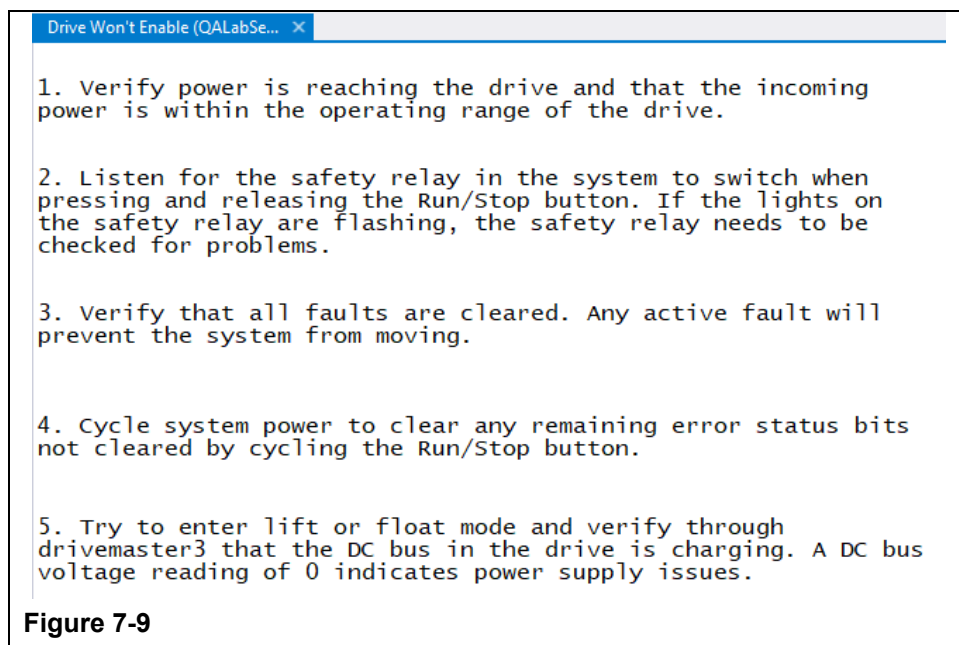 Drive Won't Enable (QALabSe... ×
1. Verify power is reaching the drive and that the incoming
power is within the operating range of the drive.
2. Listen for the safety relay in the system to switch when
pressing and releasing the Run/Stop button. If the lights on
the safety relay are flashing, the safety relay needs to be
checked for problems.
3. Verify that all faults are cleared. Any active fault will
prevent the system from moving.
4. Cycle system power to clear any remaining error status bits
not cleared by cycling the Run/Stop button.
5. Try to enter lift or float mode and verify through
drivemaster3 that the DC bus in the drive is charging. A DC bus
voltage reading of 0 indicates power supply issues.
Figure 7-9